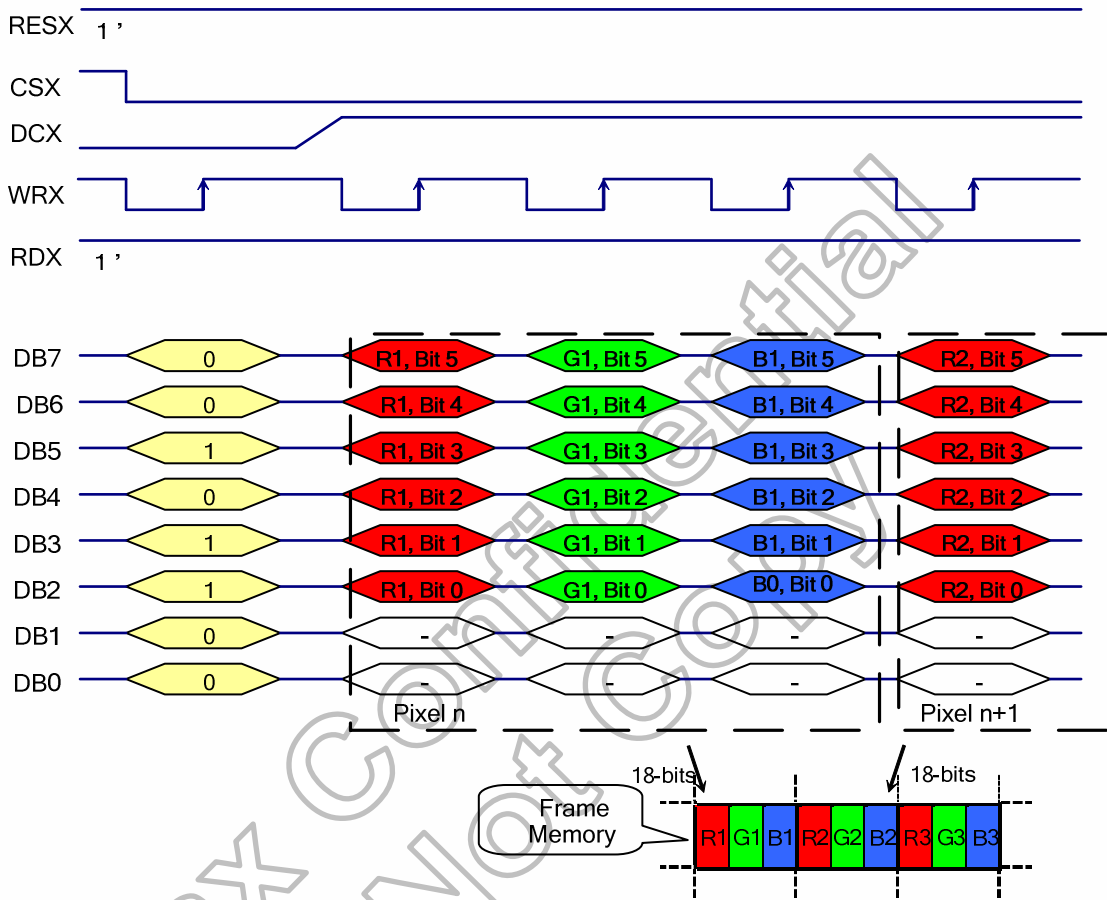 RESX 1 '
CSX
DCX
WRX
RDX 1 '
DB7 0 R1, Bit 5 G1, Bit 5 B1, Bit 5 R2, Bit 5
DB6 0 R1, Bit 4 G1, Bit 4 B1, Bit 4 R2, Bit 4
DB5 1 R1, Bit 3 G1, Bit 3 B1, Bit 3 R2, Bit 3
DB4 0 R1, Bit 2 G1, Bit 2 B1, Bit 2 R2, Bit 2
DB3 1 R1, Bit 1 G1, Bit 1 B1, Bit 1 R2, Bit 1
DB2 1 R1, Bit 0 G1, Bit 0 B0, Bit 0 R2, Bit 0
DB1 0 - - - -
DB0 0 - - - -
Pixel n Pixel n+1
18-bits 18-bits
Frame
Memory
R1 G1 B1 R2 G2 B2 R3 G3 B3
Confidential
Not Copy